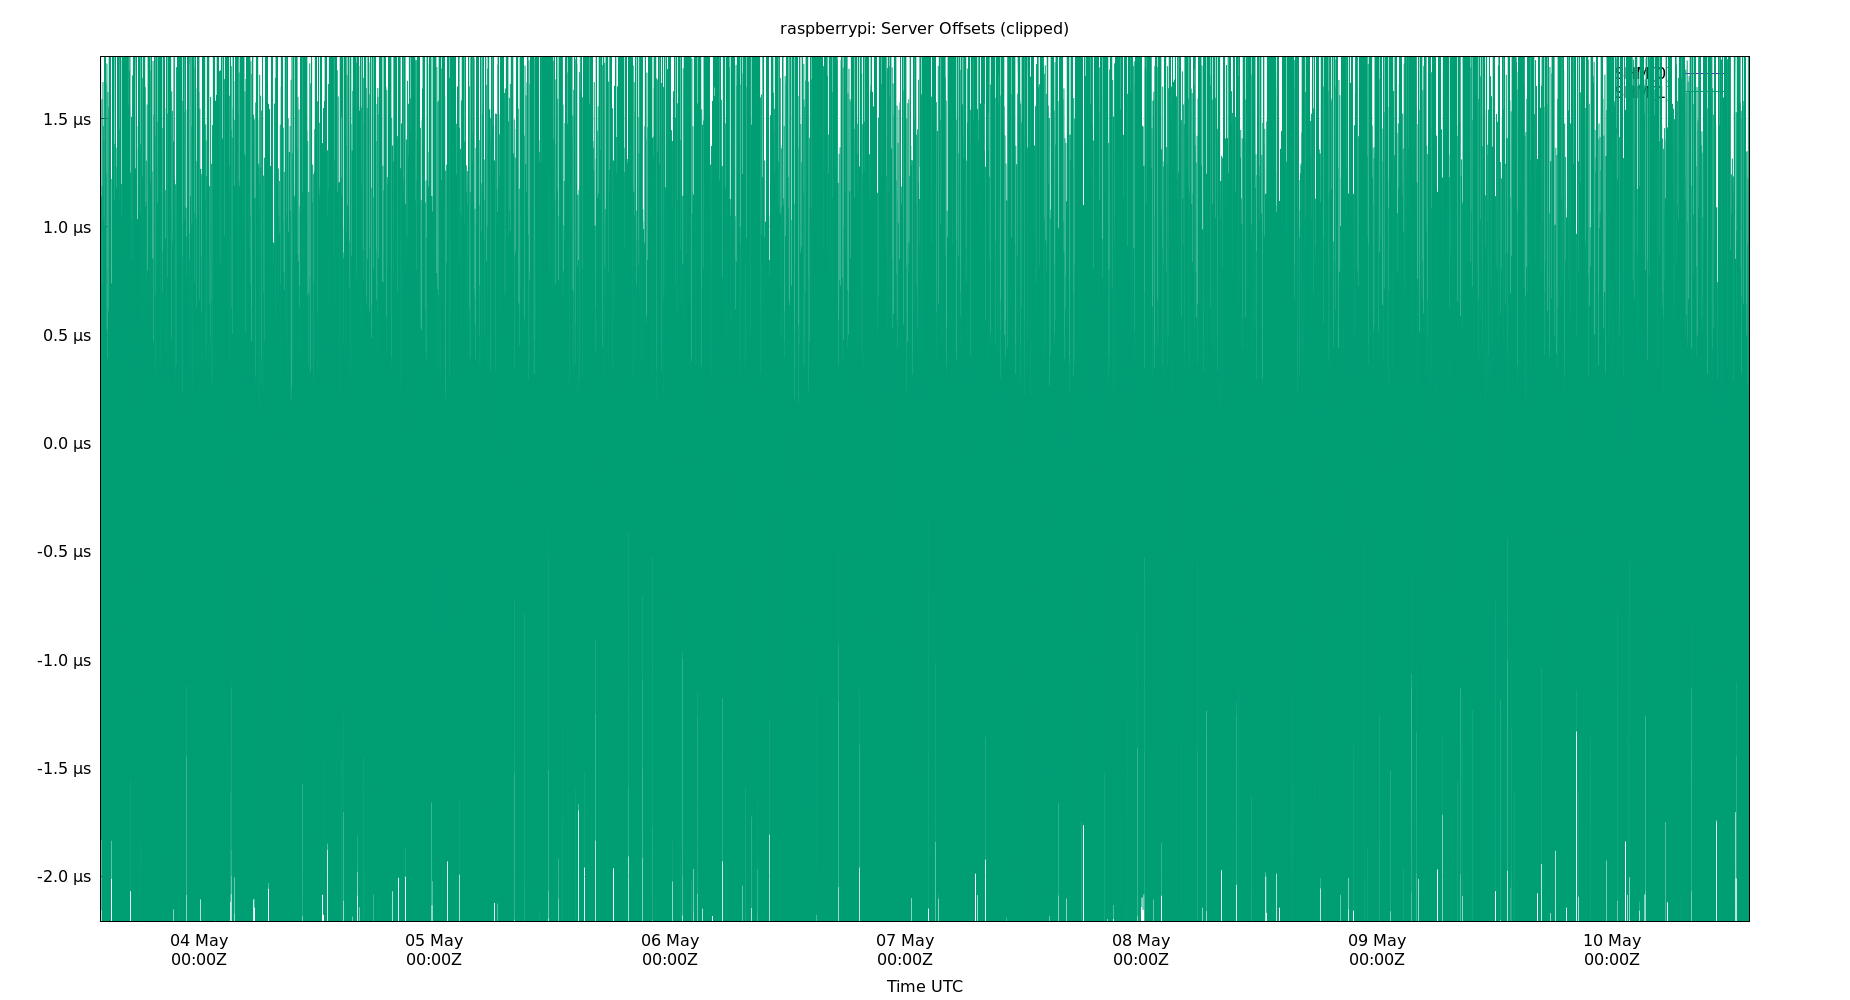 raspberrypi: Server Offsets (clipped)
1.5 µs
1.0 µs
0.5 µs
0.0 µs
-0.5 µs
-1.0 µs
-1.5 µs
-2.0 µs
04 May
00:00Z
05 May
00:00Z
06 May
00:00Z
07 May
00:00Z
08 May
00:00Z
09 May
00:00Z
10 May
00:00Z
Time UTC